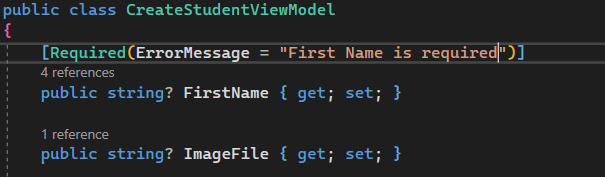 public class CreateStudentViewModel
{
[Required(ErrorMessage = "First Name is required")]
4 references
public string? FirstName { get; set; }
1 reference
public string? ImageFile { get; set; }